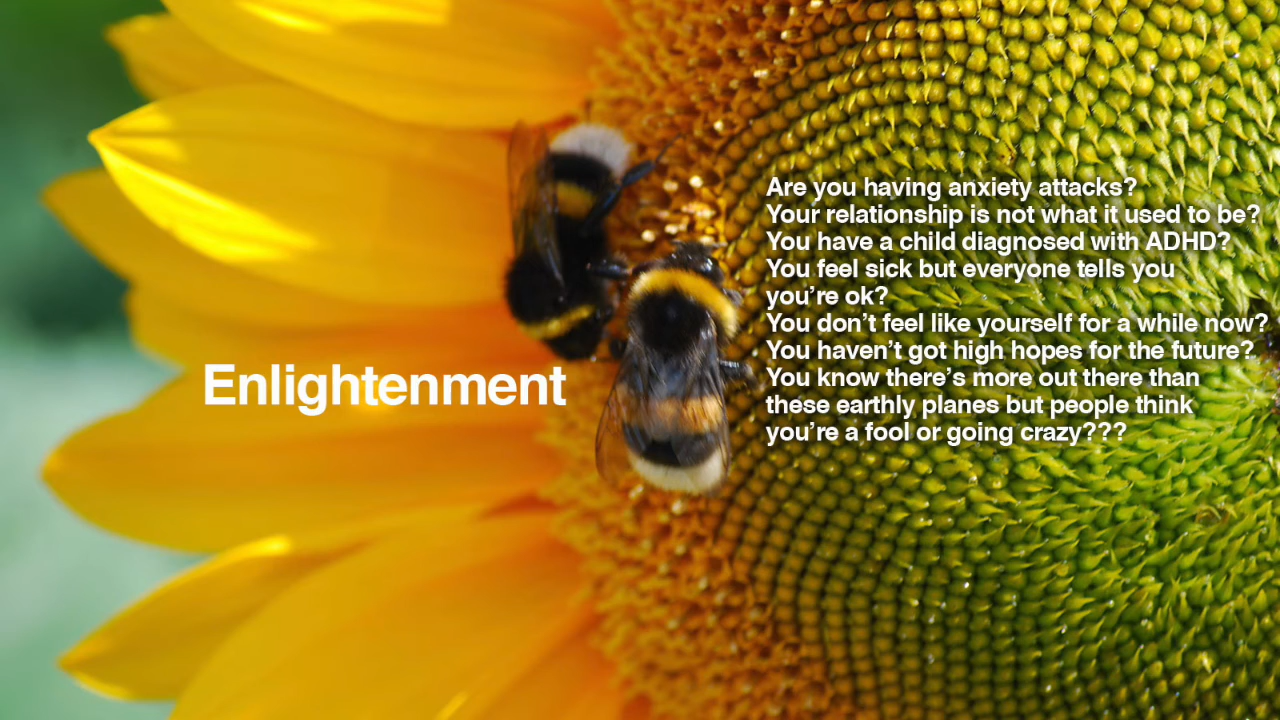 Enlightenment
Are you having anxiety attacks?
Your relationship is not what it used to be?
You have a child diagnosed with ADHD?
You feel sick but everyone tells you
you're ok?
You don't feel like yourself for a while now?
You haven't got high hopes for the future?
You know there's more out there than
these earthly planes but people think
you're a fool or going crazy???